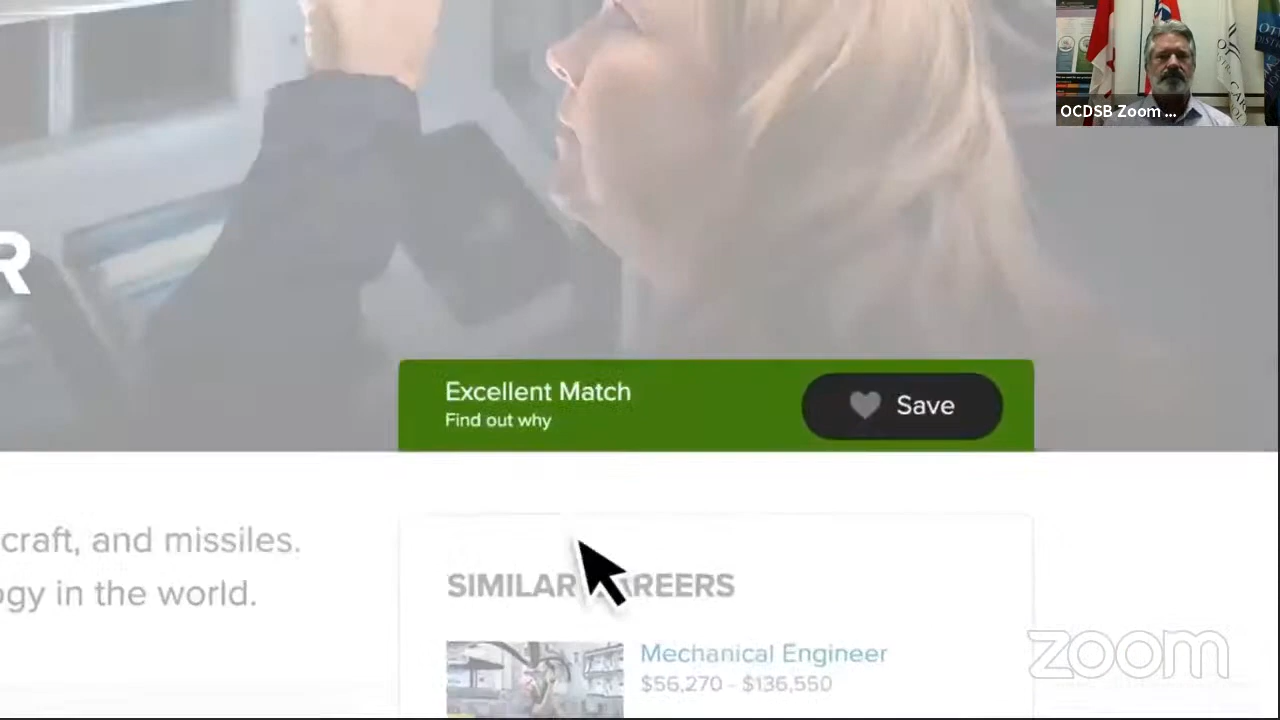 OCDSB Zoom ...
R
Excellent Match
Find out why
Save
craft, and missiles.
ogy in the world.
SIMILAR AREERS
Mechanical Engineer
$56,270 - $136,550
zoom